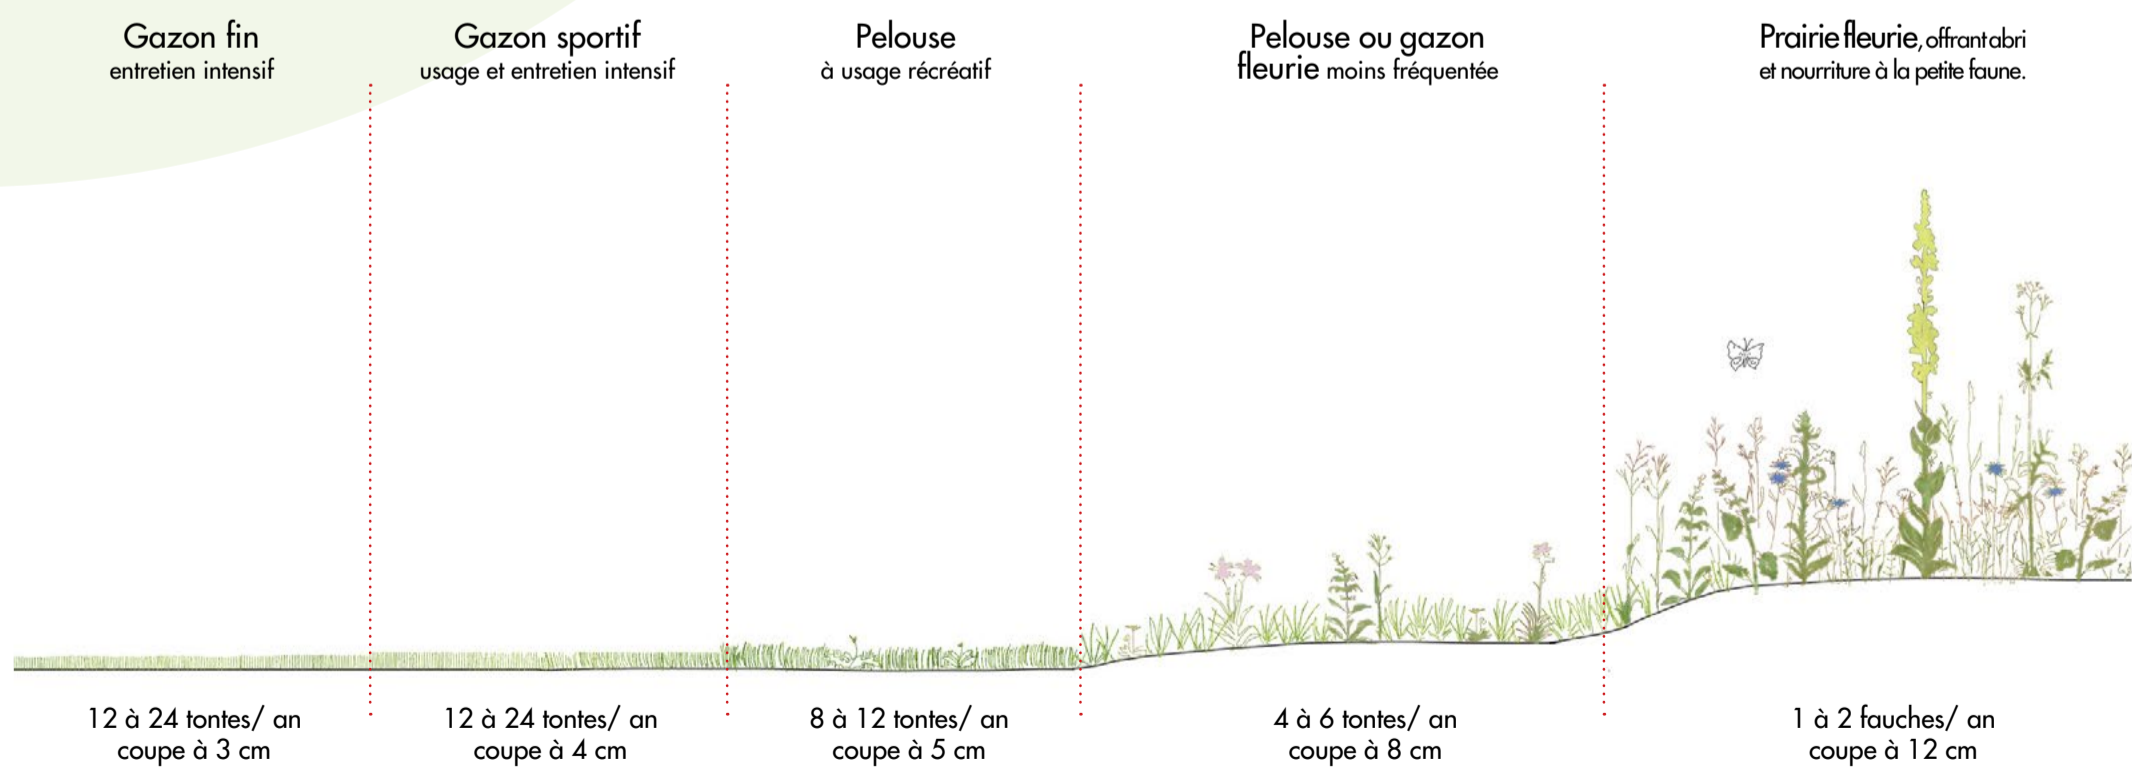 Gazon fin
entretien intensif
Gazon sportif
usage et entretien intensif
Pelouse
à usage récréatif
Pelouse ou gazon
fleurie moins fréquentée
Prairie fleurie, offrant abri
et nourriture à la petite faune.
12 à 24 tontes/ an
coupe à 3 cm
12 à 24 tontes/ an
coupe à 4 cm
8 à 12 tontes/ an
coupe à 5 cm
4 à 6 tontes/ an
coupe à 8 cm
1 à 2 fauches/ an
coupe à 12 cm